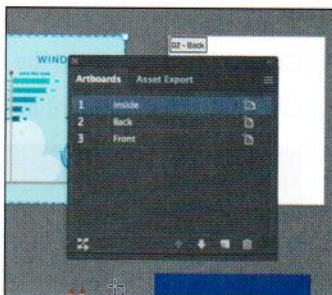 02 - Back
WIND
Artboards Asset Export
1 Inside
2 Back
3 Front